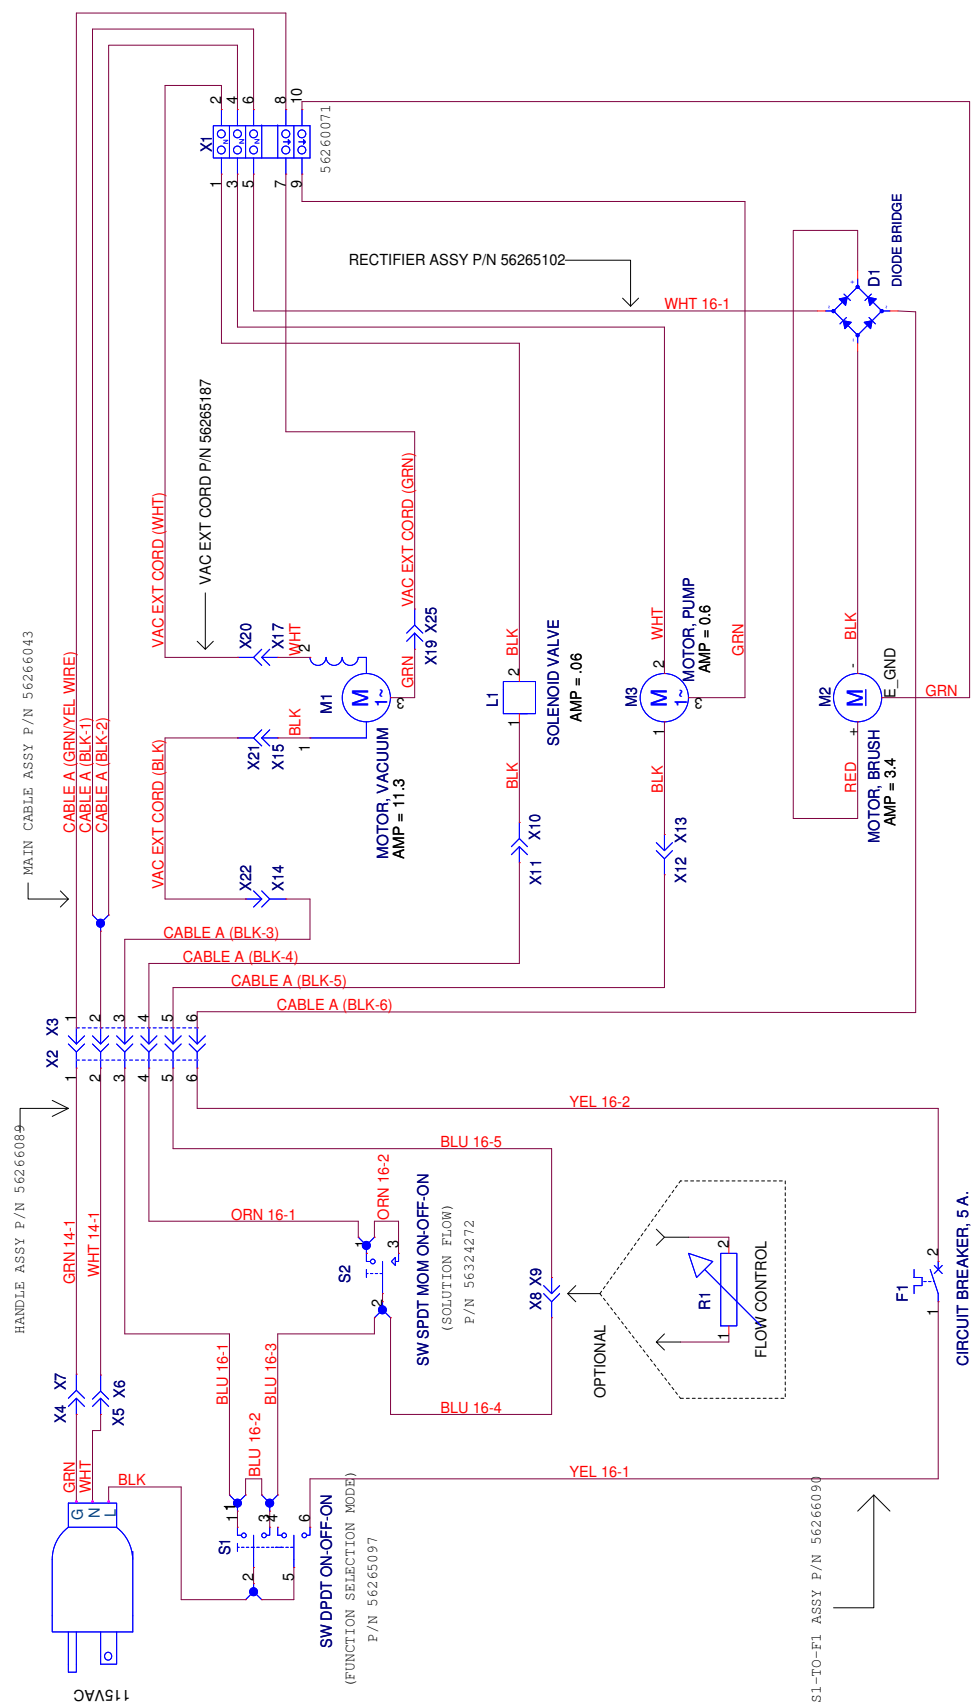 115VAC
G
N
L
GRN
WHT
BLK
X4 X7
X5 X6
HANDLE ASSY P/N 56266089
GRN 14-1
WHT 14-1
X2 X3
1 1
2 2
3 3
4 4
5 5
6 6
MAIN CABLE ASSY P/N 56266043
CABLE A (GRN/YEL WIRE)
CABLE A (BLK-1)
CABLE A (BLK-2)
CABLE A (BLK-3)
CABLE A (BLK-4)
CABLE A (BLK-5)
CABLE A (BLK-6)
VAC EXT CORD (BLK)
X22
X14
X21
X15
VAC EXT CORD (WHT)
X20
X17
VAC EXT CORD P/N 56265187
BLK
1
WHT
2
M1
M
1~
3
GRN
X19 X25
VAC EXT CORD (GRN)
MOTOR, VACUUM
AMP = 11.3
X1
1 2
3 4
5 6
7 8
9 10
N
N
N
56260071
RECTIFIER ASSY P/N 56265102
WHT 16-1
X11 X10
BLK
1
L1
2
BLK
SOLENOID VALVE
AMP = .06
X12 X13
BLK
1
M3
M
1~
2
3
WHT
MOTOR, PUMP
AMP = 0.6
GRN
RED
+
M2
M
-
BLK
E_GND
GRN
MOTOR, BRUSH
AMP = 3.4
D1
DIODE BRIDGE
+
-
S1
1
1
2
3
4
5
6
SW DPDT ON-OFF-ON
(FUNCTION SELECTION MODE)
P/N 56265097
BLU 16-1
BLU 16-2
BLU 16-3
ORN 16-1
ORN 16-2
S2
1
2
3
SW SPDT MOM ON-OFF-ON
(SOLUTION FLOW)
P/N 56324272
BLU 16-4
X8 X9
BLU 16-5
OPTIONAL
R1
1
2
FLOW CONTROL
YEL 16-1
YEL 16-2
F1
1
2
CIRCUIT BREAKER, 5 A.
S1-TO-F1 ASSY P/N 56266090